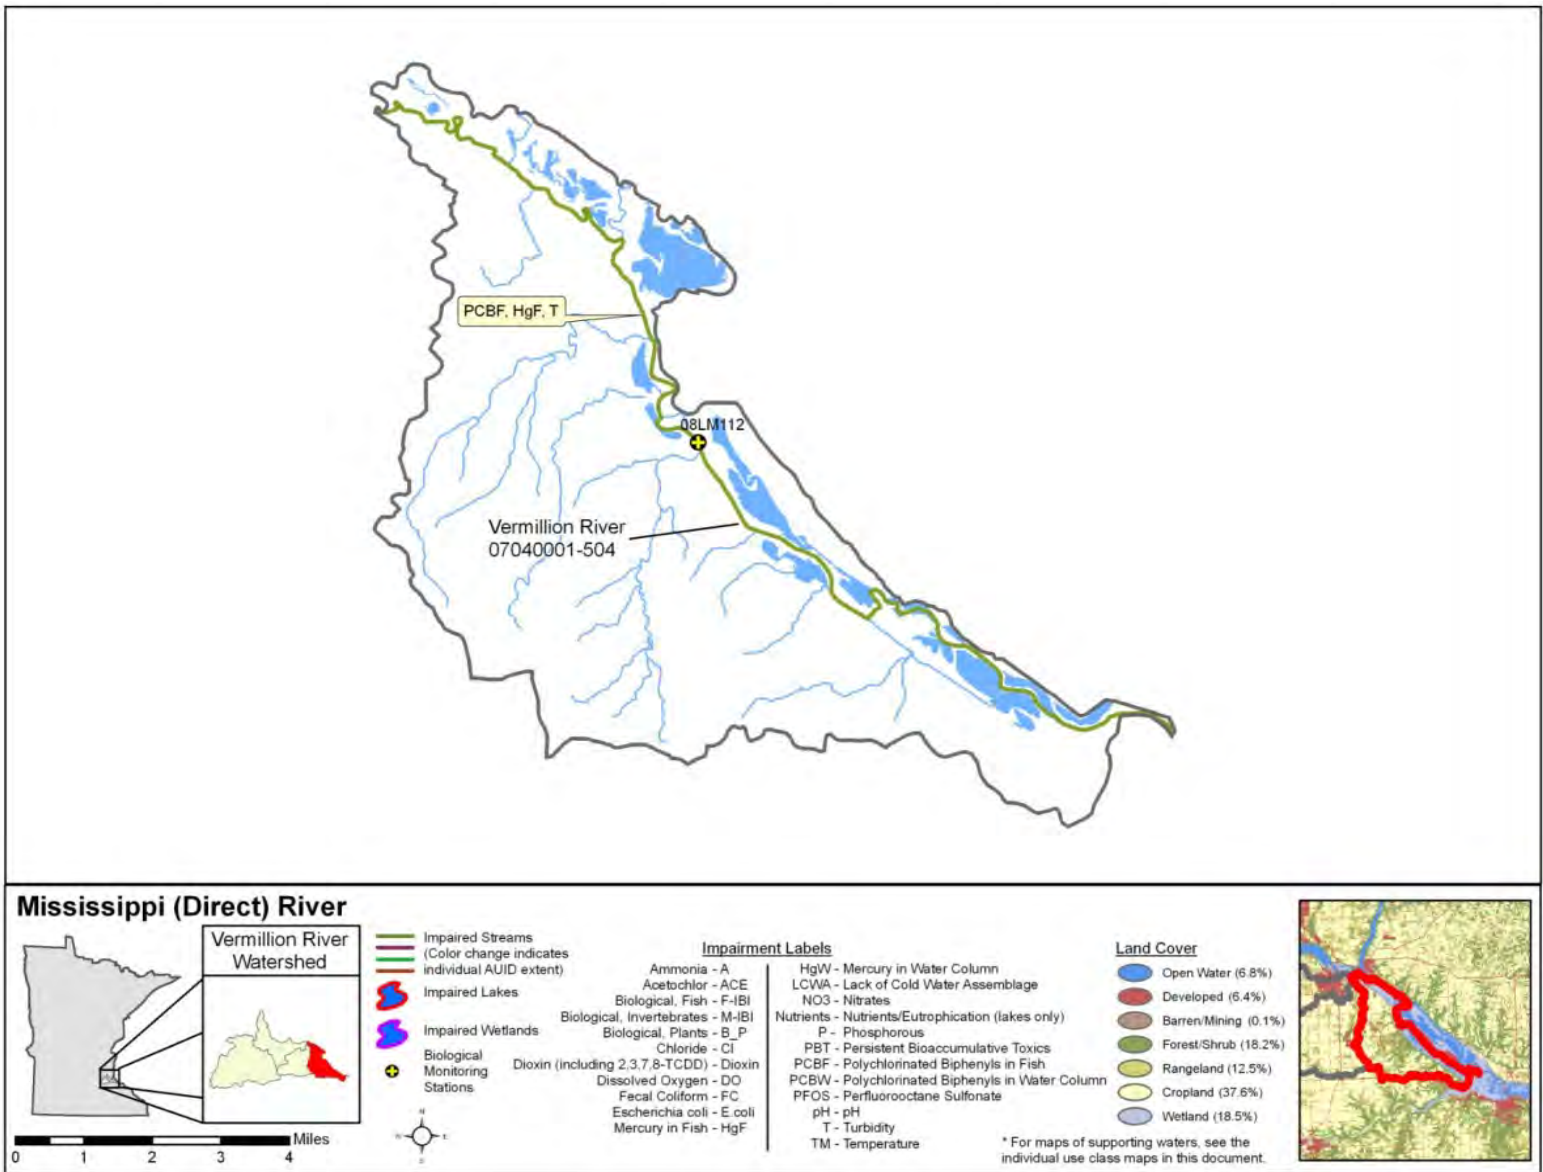 PCBF, HgF, T
08LM112
Vermillion River
07040001-504
Mississippi (Direct) River
Vermillion River
Watershed
Miles
0 1 2 3 4
Impaired Streams
(Color change indicates
individual AUID extent)
Impaired Lakes
Impaired Wetlands
Biological
Monitoring
Stations
Impairment Labels
Ammonia - A
Acetochlor - ACE
Biological, Fish - F-IBI
Biological, Invertebrates - M-IBI
Biological, Plants - B_P
Chloride - Cl
Dioxin (including 2,3,7,8-TCDD) - Dioxin
Dissolved Oxygen - DO
Fecal Coliform - FC
Escherichia coli - E.coli
Mercury in Fish - HgF
HgW - Mercury in Water Column
LCWA - Lack of Cold Water Assemblage
NO3 - Nitrates
Nutrients - Nutrients/Eutrophication (lakes only)
P - Phosphorous
PBT - Persistent Bioaccumulative Toxics
PCBF - Polychlorinated Biphenyls in Fish
PCBW - Polychlorinated Biphenyls in Water Column
PFOS - Perfluorooctane Sulfonate
pH - pH
T - Turbidity
TM - Temperature
Land Cover
Open Water (6.8%)
Developed (6.4%)
Barren/Mining (0.1%)
Forest/Shrub (18.2%)
Rangeland (12.5%)
Cropland (37.6%)
Wetland (18.5%)
* For maps of supporting waters, see the
individual use class maps in this document.